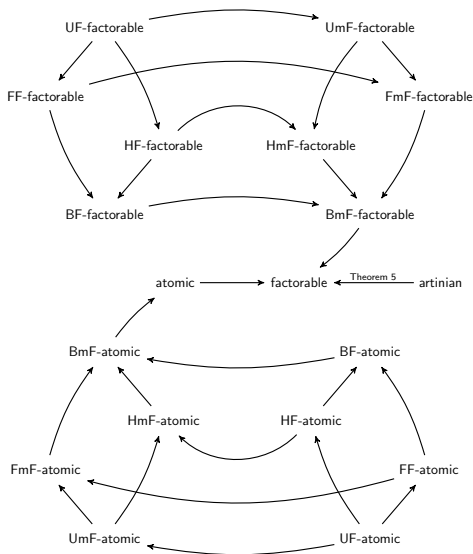 UF-factorable UmF-factorable
FF-factorable FmF-factorable
HF-factorable HmF-factorable
BF-factorable BmF-factorable
atomic factorable Theorem 5 artinian
BmF-atomic BF-atomic
HmF-atomic HF-atomic
FmF-atomic FF-atomic
UmF-atomic UF-atomic